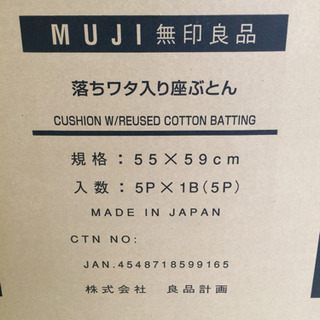 MUJI 無印良品
落ちワタ入り座ぶとん
CUSHION W/REUSED COTTON BATTING
規格：55×59cm
入数：5P×1B(5P)
MADE IN JAPAN
CTN NO:
JAN.4548718599165
株式会社 良品計画